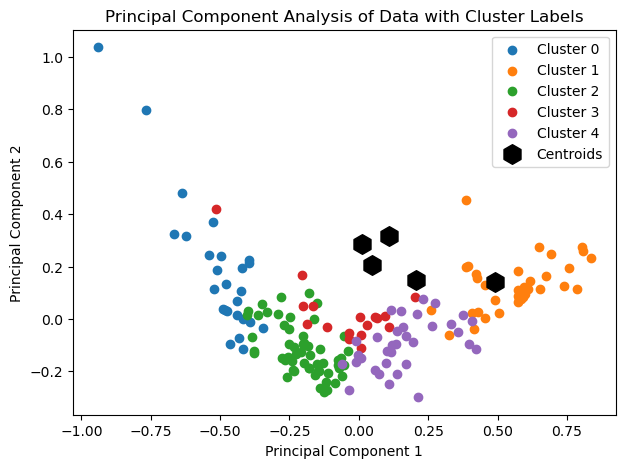 Principal Component Analysis of Data with Cluster Labels
Cluster 0
Cluster 1
Cluster 2
Cluster 3
Cluster 4
Centroids
Principal Component 2
1.0
0.8
0.6
0.4
0.2
0.0
−0.2
−1.00 −0.75 −0.50 −0.25 0.00 0.25 0.50 0.75
Principal Component 1